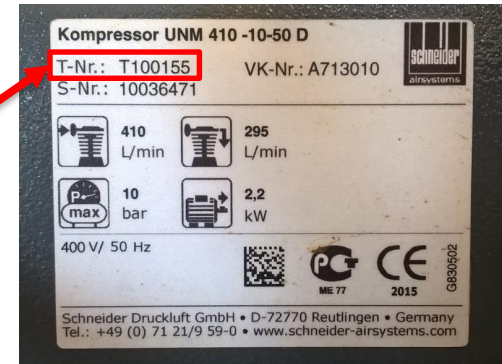 Kompressor UNM 410 -10-50 D
schneider
airsystems
T-Nr.: T100155
VK-Nr.: A713010
S-Nr.: 10036471
410
L/min
295
L/min
P
max
10
bar
2,2
kW
400 V/ 50 Hz
PG
ME 77
CE
2015
G830502
Schneider Druckluft GmbH • D-72770 Reutlingen • Germany
Tel.: +49 (0) 71 21/9 59-0 • www.schneider-airsystems.com